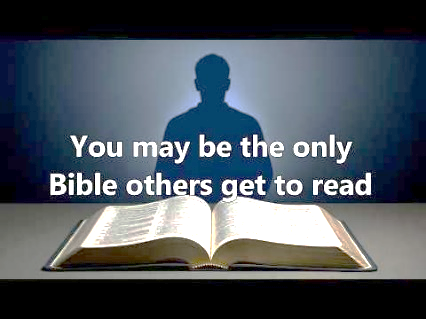 You may be the only
Bible others get to read